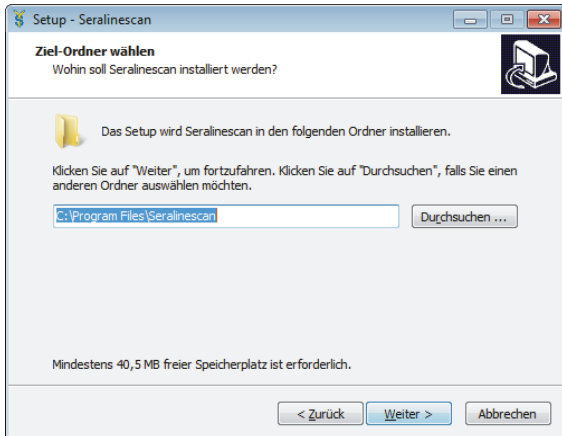 Setup - Seralinescan
Ziel-Ordner wählen
Wohin soll Seralinescan installiert werden?
Das Setup wird Seralinescan in den folgenden Ordner installieren.
Klicken Sie auf "Weiter", um fortzufahren. Klicken Sie auf "Durchsuchen", falls Sie einen
anderen Ordner auswählen möchten.
C:\Program Files\Seralinescan
Durchsuchen ...
Mindestens 40,5 MB freier Speicherplatz ist erforderlich.
< Zurück
Weiter >
Abbrechen